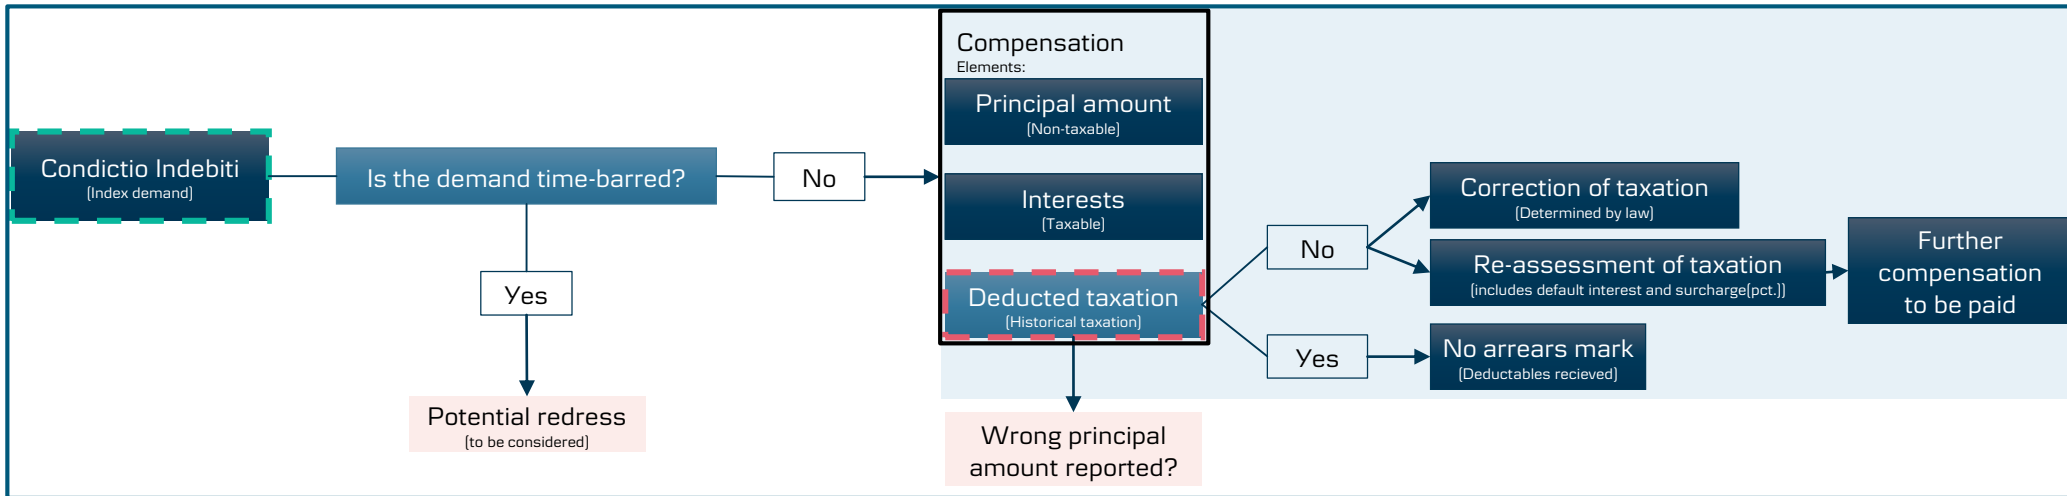 Condictio Indebiti
(Index demand)
Is the demand time-barred?
Yes
Potential redress
(to be considered)
No
Compensation
Elements:
Principal amount
(Non-taxable)
Interests
(Taxable)
Deducted taxation
(Historical taxation)
Wrong principal
amount reported?
No
Correction of taxation
(Determined by law)
Re-assessment of taxation
(includes default interest and surcharge(pct.))
Further
compensation
to be paid
Yes
No arrears mark
(Deductables recieved)